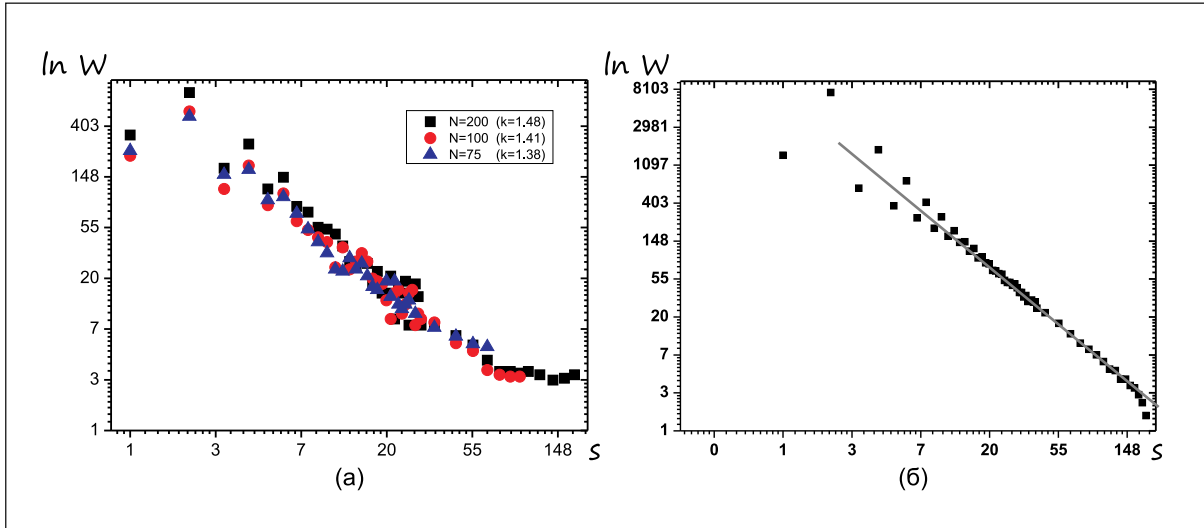 ln W
403
148
55
20
7
3
1
N=200 (k=1.48)
N=100 (k=1.41)
N=75 (k=1.38)
1 3 7 20 55 148 s
(а)
ln W
8103
2981
1097
403
148
55
20
7
3
1
0 1 3 7 20 55 148 s
(б)